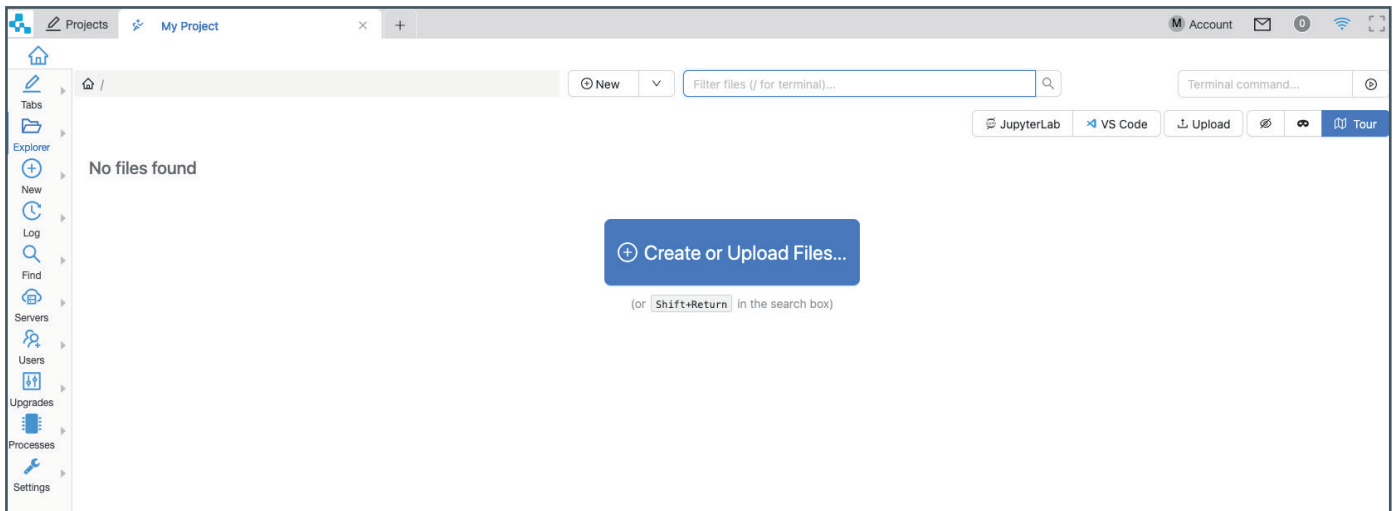 Projects My Project + M Account 0
/ New Filter files (/ for terminal)... Terminal command...
Tabs
JupyterLab VS Code Upload Tour
Explorer
No files found
New
Log
Create or Upload Files...
Find
(or Shift+Return in the search box)
Servers
Users
Upgrades
Processes
Settings